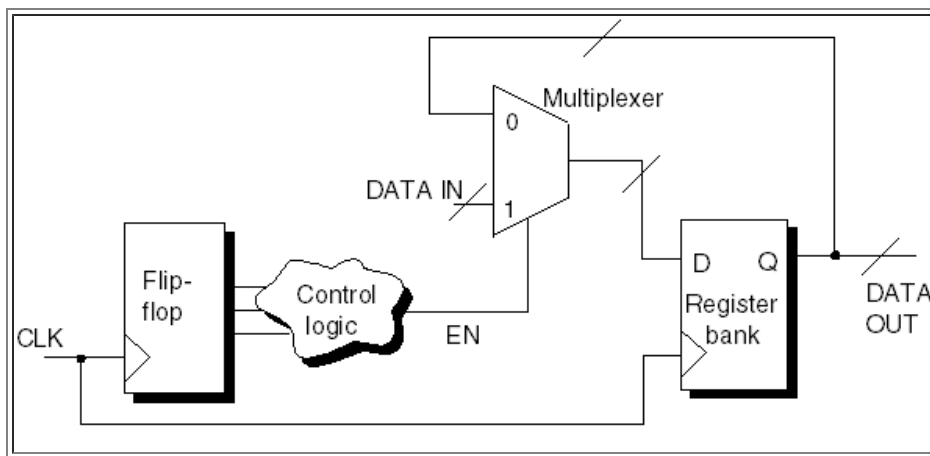 Multiplexer
0
DATA IN
1
Flip-
flop
Control
logic
D
Q
Register
bank
DATA
OUT
CLK
EN